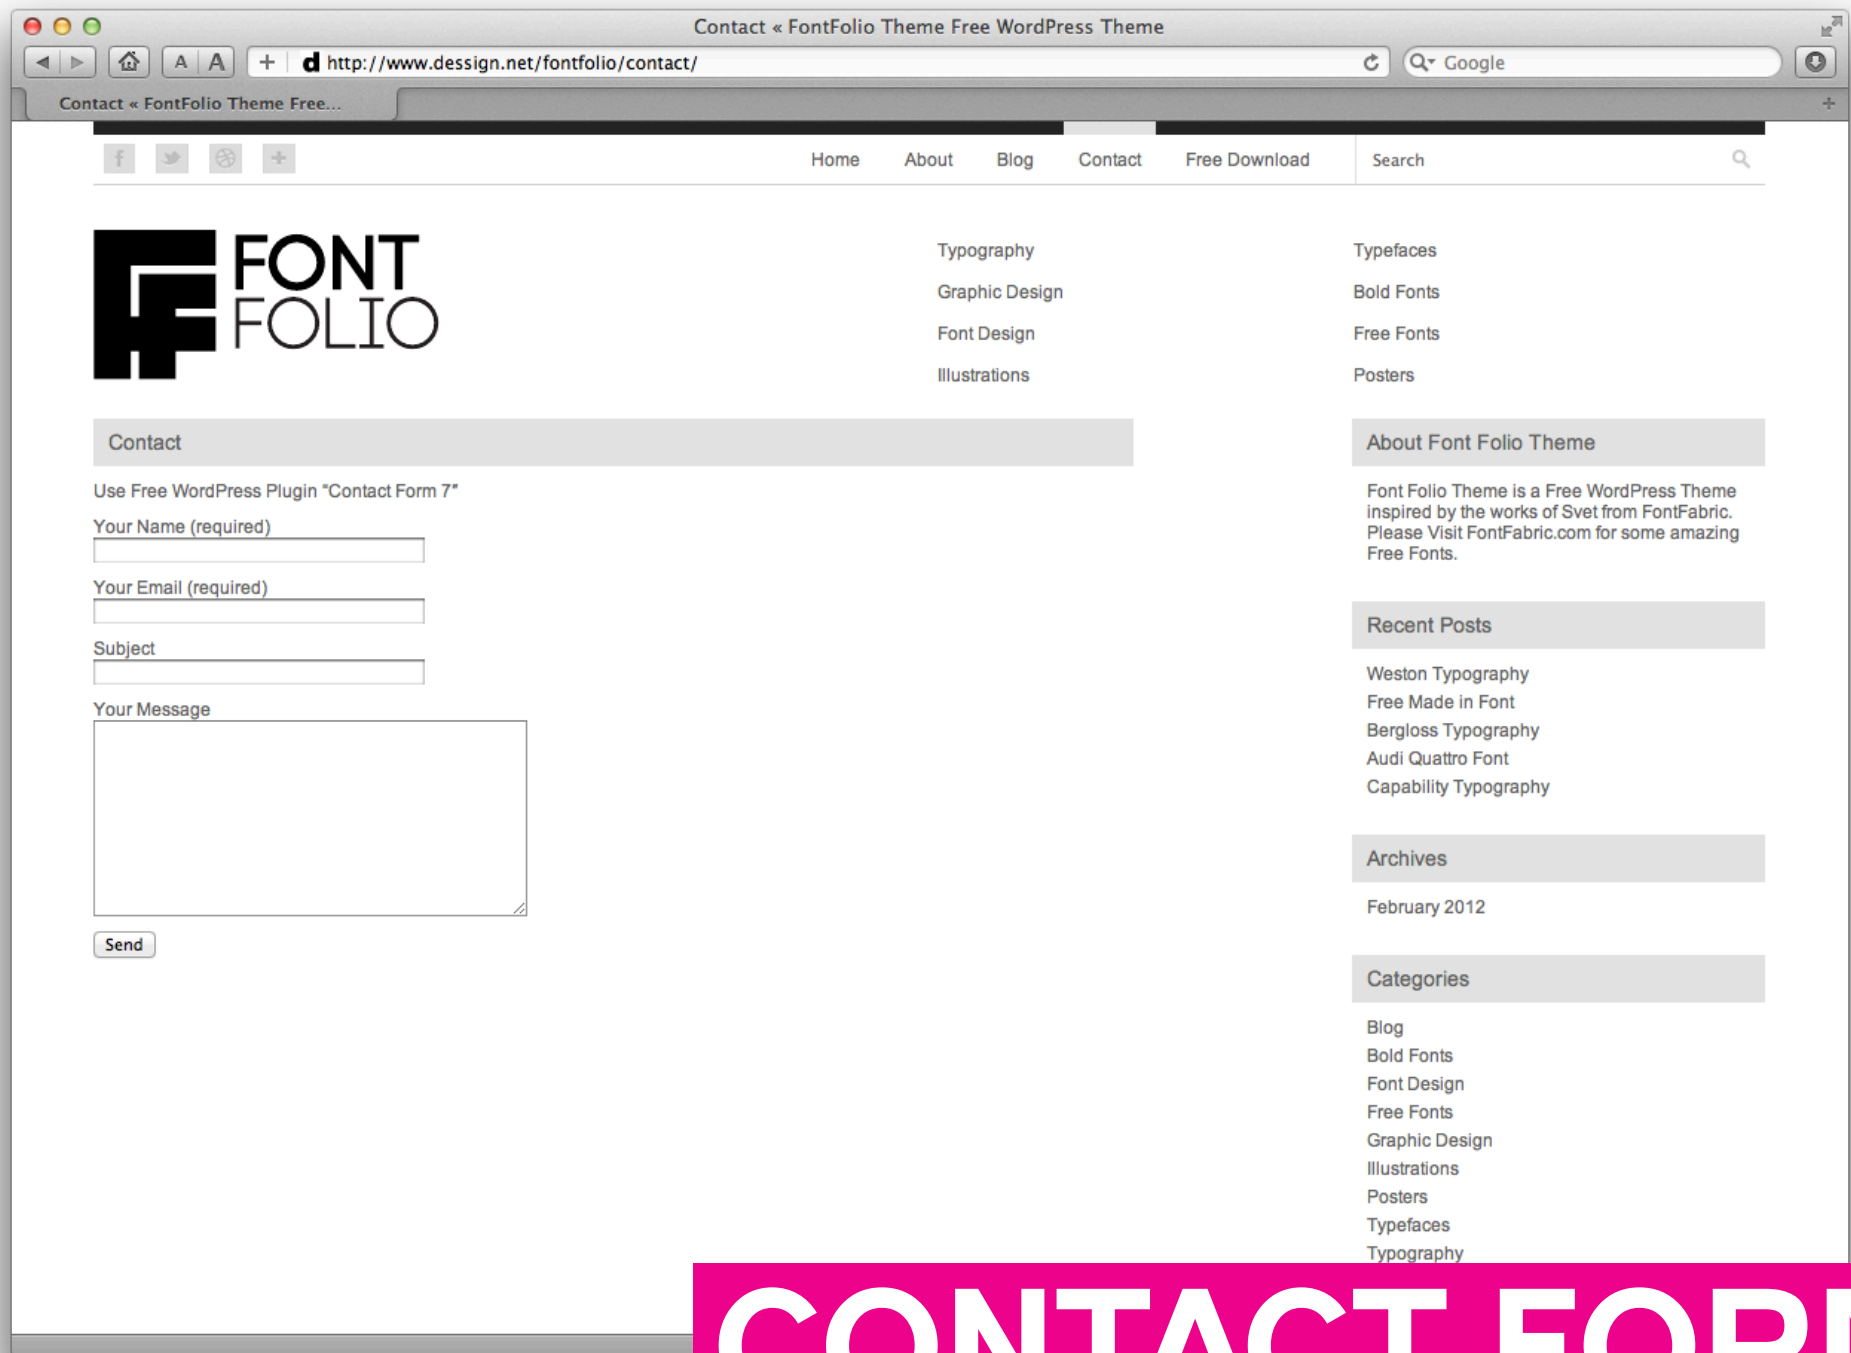 Contact « FontFolio Theme Free WordPress Theme
A A + d http://www.dessign.net/fontfolio/contact/ Google
Contact « FontFolio Theme Free... +
f + Home About Blog Contact Free Download Search
FONT
FOLIO
Typography Typefaces
Graphic Design Bold Fonts
Font Design Free Fonts
Illustrations Posters
Contact
Use Free WordPress Plugin “Contact Form 7″
Your Name (required)
Your Email (required)
Subject
Your Message
Send
About Font Folio Theme
Font Folio Theme is a Free WordPress Theme
inspired by the works of Svet from FontFabric.
Please Visit FontFabric.com for some amazing
Free Fonts.
Recent Posts
Weston Typography
Free Made in Font
Bergloss Typography
Audi Quattro Font
Capability Typography
Archives
February 2012
Categories
Blog
Bold Fonts
Font Design
Free Fonts
Graphic Design
Illustrations
Posters
Typefaces
Typography
CONTACT FORM